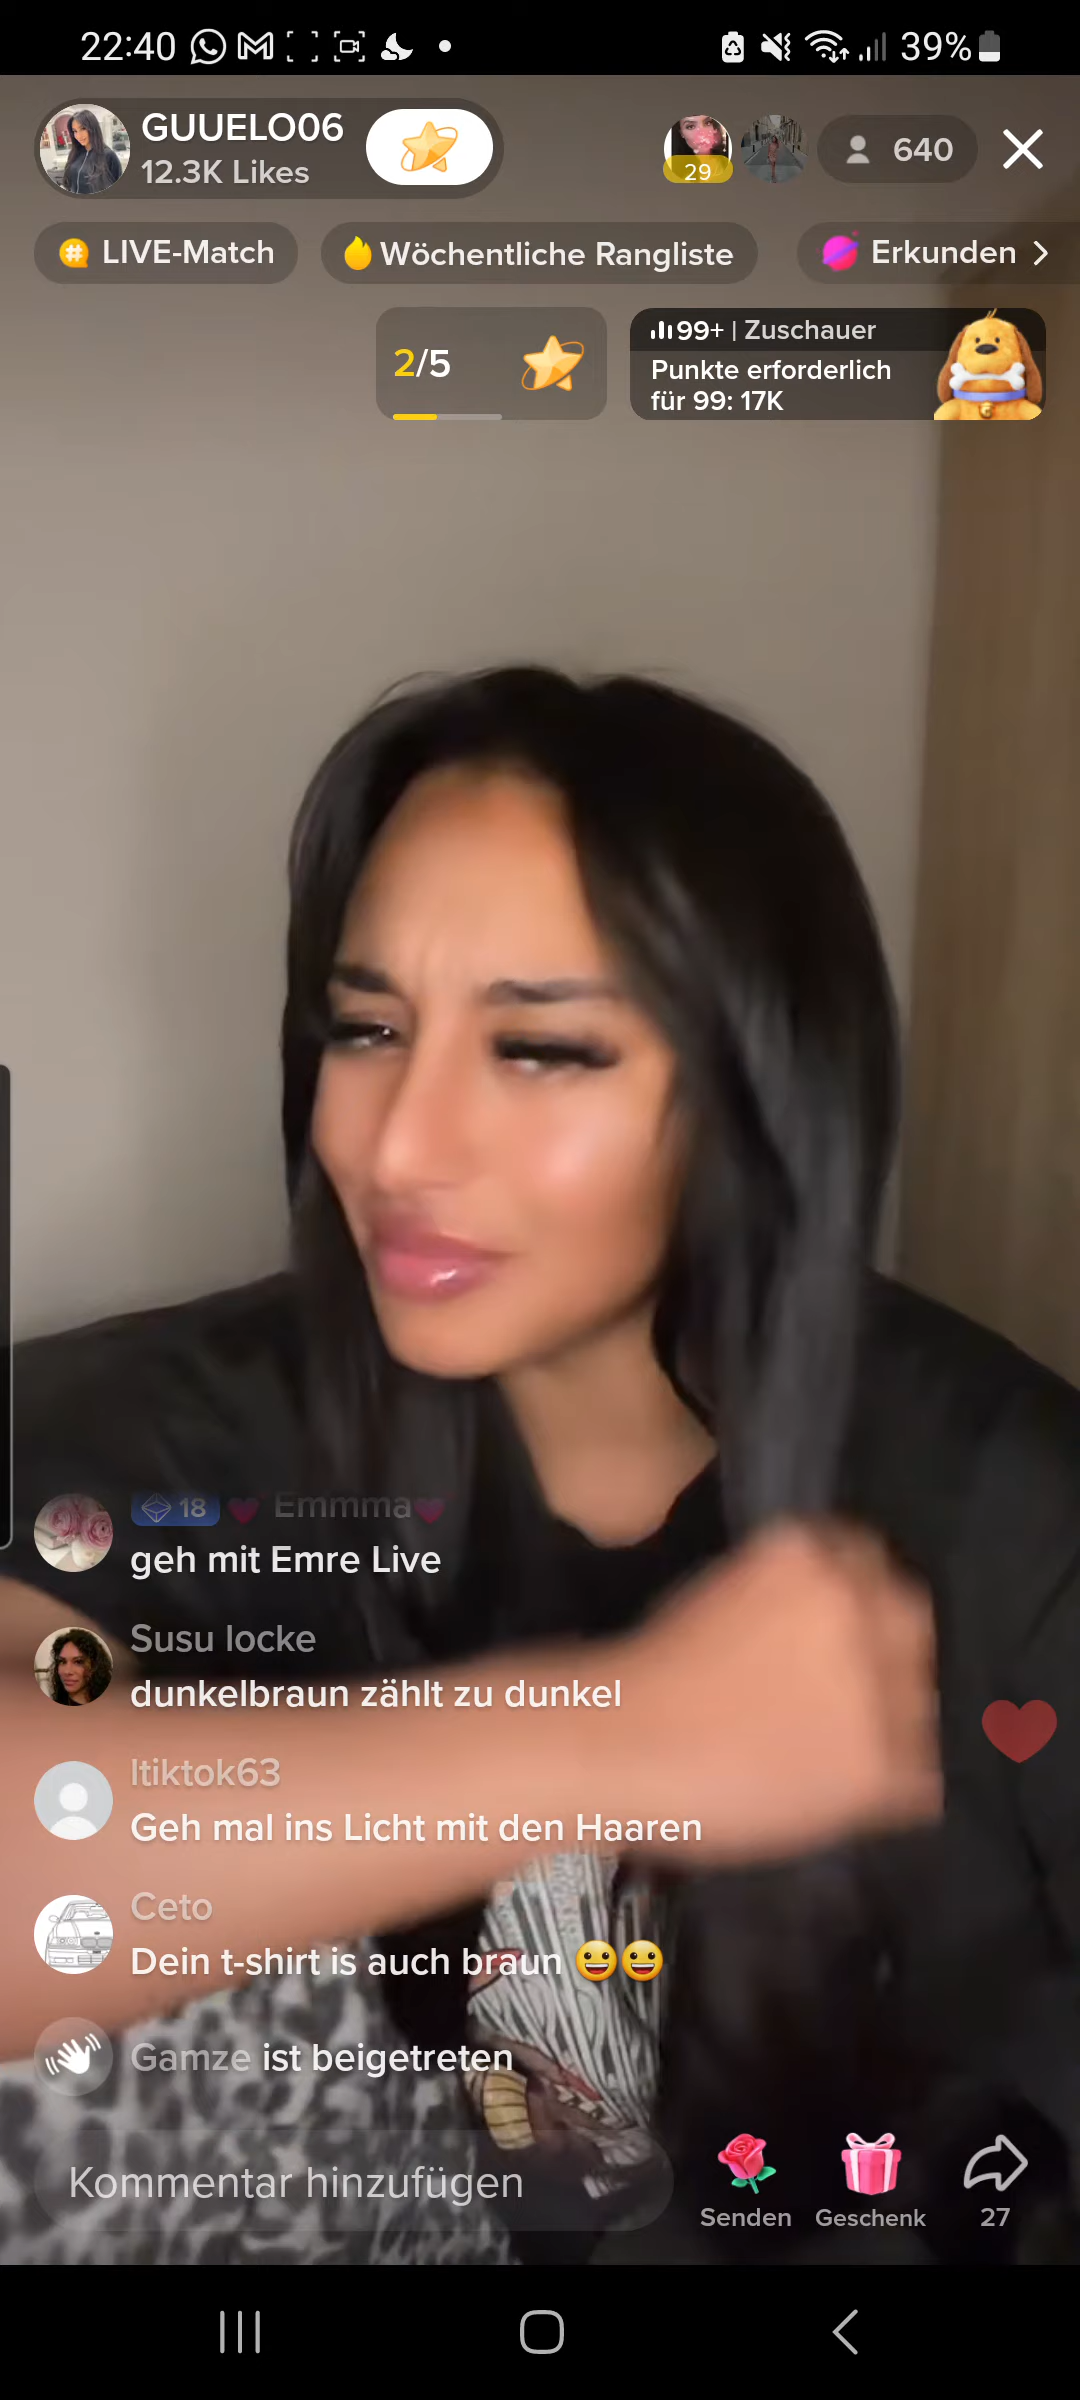 22:40
39%
GUUELO06
12.3K Likes
29
640
LIVE-Match
Wöchentliche Rangliste
Erkunden
2/5
99+ | Zuschauer
Punkte erforderlich
für 99: 17K
18 Emmma
geh mit Emre Live
Susu locke
dunkelbraun zählt zu dunkel
ltiktok63
Geh mal ins Licht mit den Haaren
Ceto
Dein t-shirt is auch braun 😀😀
Gamze ist beigetreten
Kommentar hinzufügen
Senden
Geschenk
27